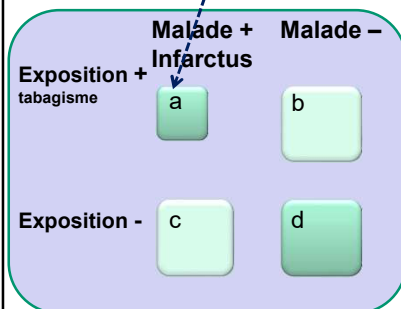 Malade + Malade –
Infarctus
Exposition +
tabagisme
a b
Exposition - c d